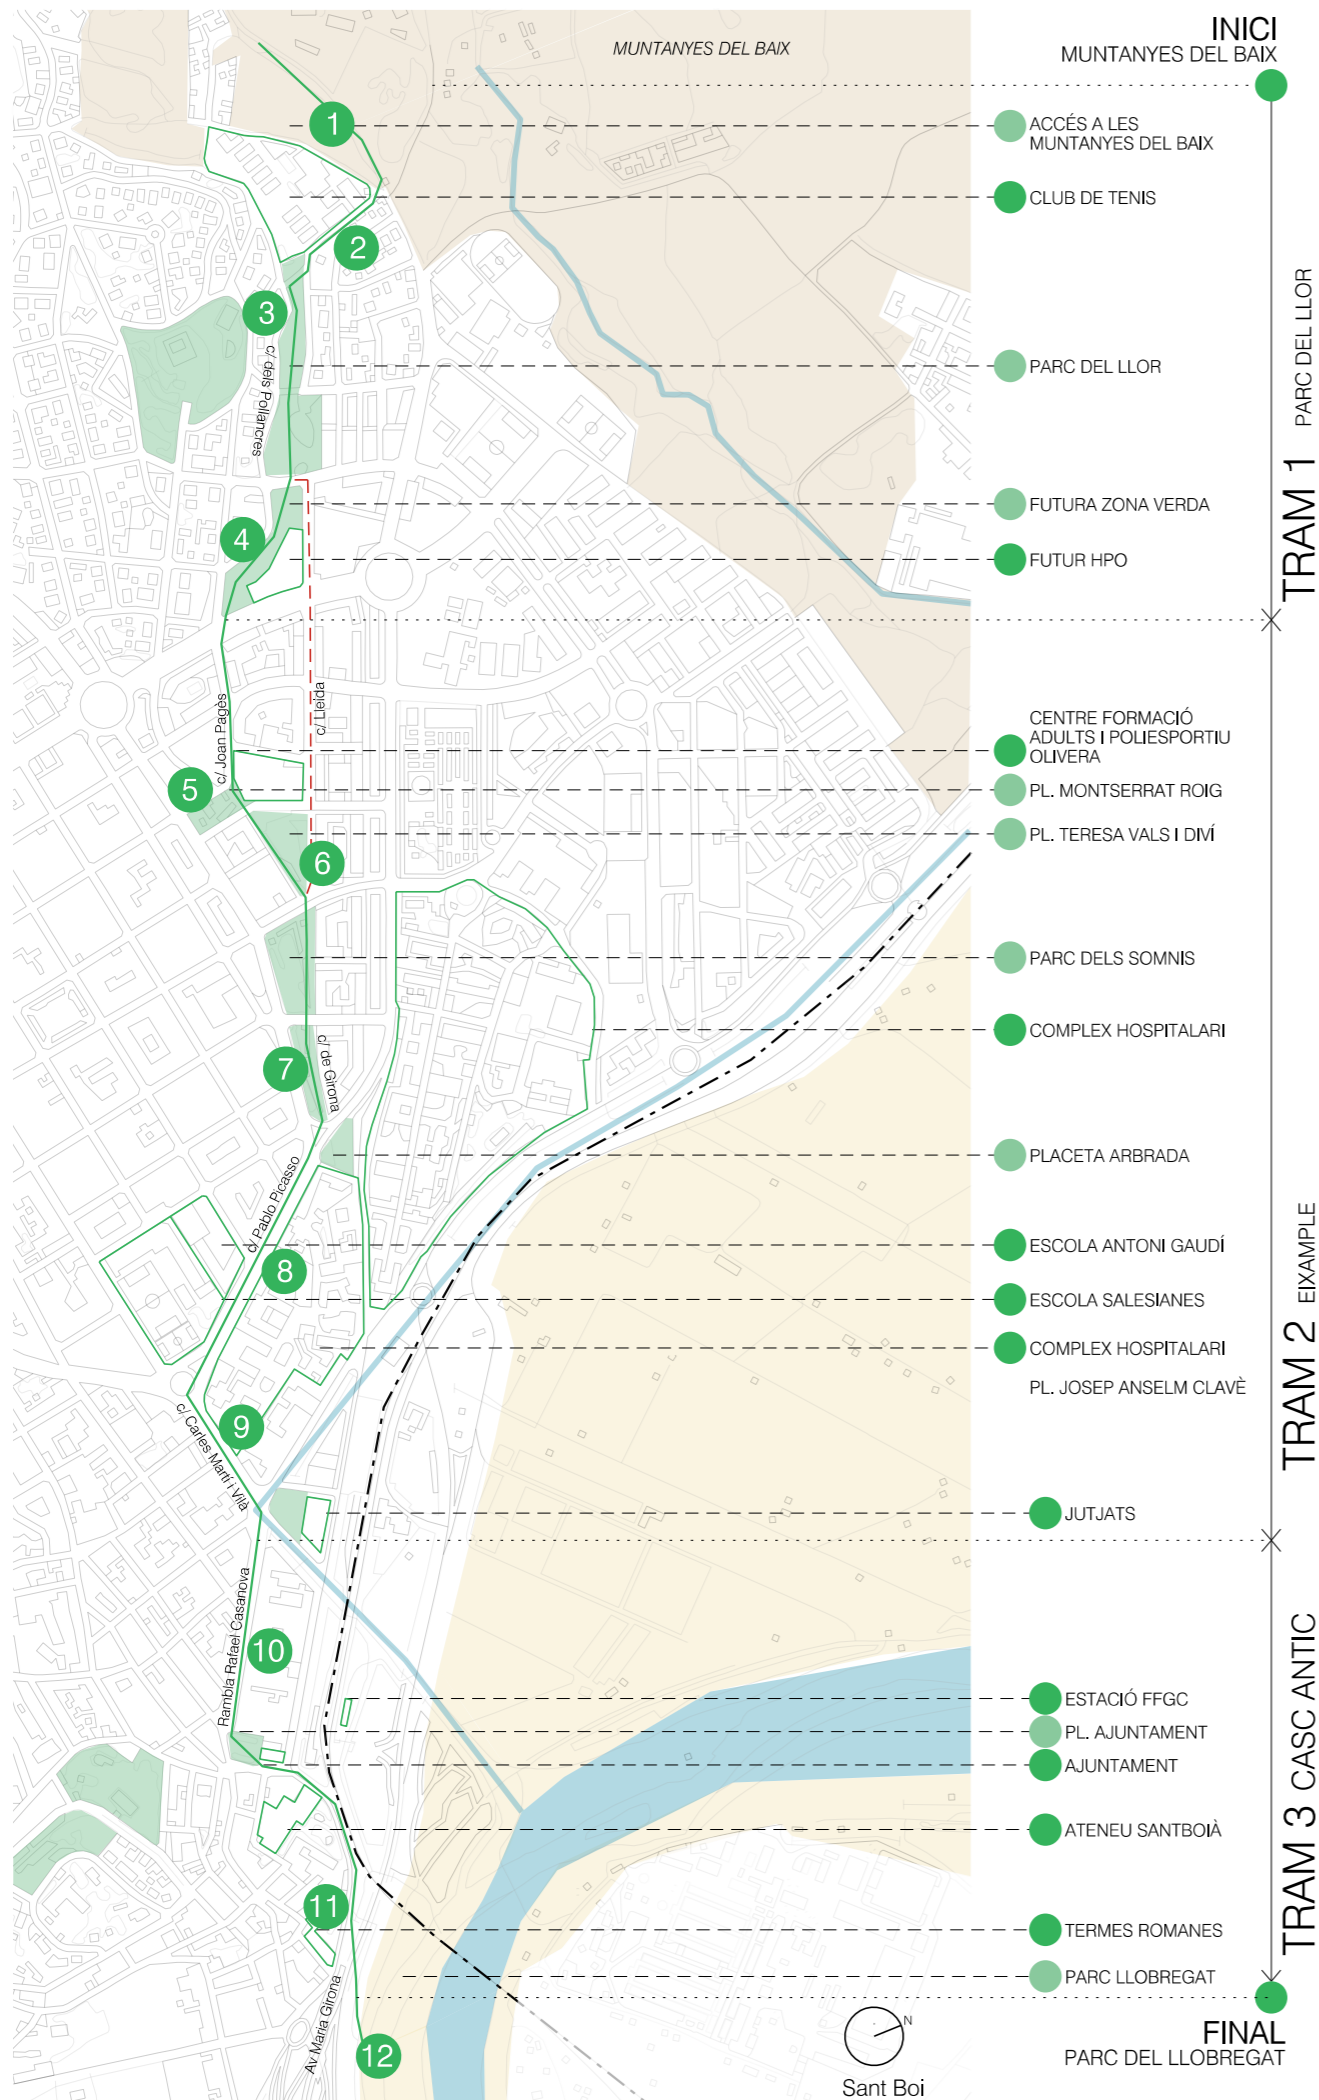 INICI
MUNTANYES DEL BAIX
MUNTANYES DEL BAIX
1
ACCÉS A LES
MUNTANYES DEL BAIX
CLUB DE TENIS
2
3
c/ dels Pollancres
PARC DEL LLOR
PARC DEL LLOR
TRAM 1
FUTURA ZONA VERDA
4
FUTUR HPO
c/ Lleida
c/ Joan Pagès
CENTRE FORMACIÓ
ADULTS I POLIESPORTIU
OLIVERA
5
PL. MONTSERRAT ROIG
PL. TERESA VALS I DIVÍ
6
PARC DELS SOMNIS
COMPLEX HOSPITALARI
7
c/ de Girona
PLACETA ARBRADA
c/ Pablo Picasso
ESCOLA ANTONI GAUDÍ
8
ESCOLA SALESIANES
COMPLEX HOSPITALARI
PL. JOSEP ANSELM CLAVÈ
TRAM 2 EIXAMPLE
9
c/ Carles Martí i Vilà
JUTJATS
Rambla Rafael Casanova
10
ESTACIÓ FFGC
PL. AJUNTAMENT
AJUNTAMENT
ATENEU SANTBOIÀ
TRAM 3 CASC ANTIC
11
TERMES ROMANES
PARC LLOBREGAT
Av Maria Girona
12
N
Sant Boi
FINAL
PARC DEL LLOBREGAT